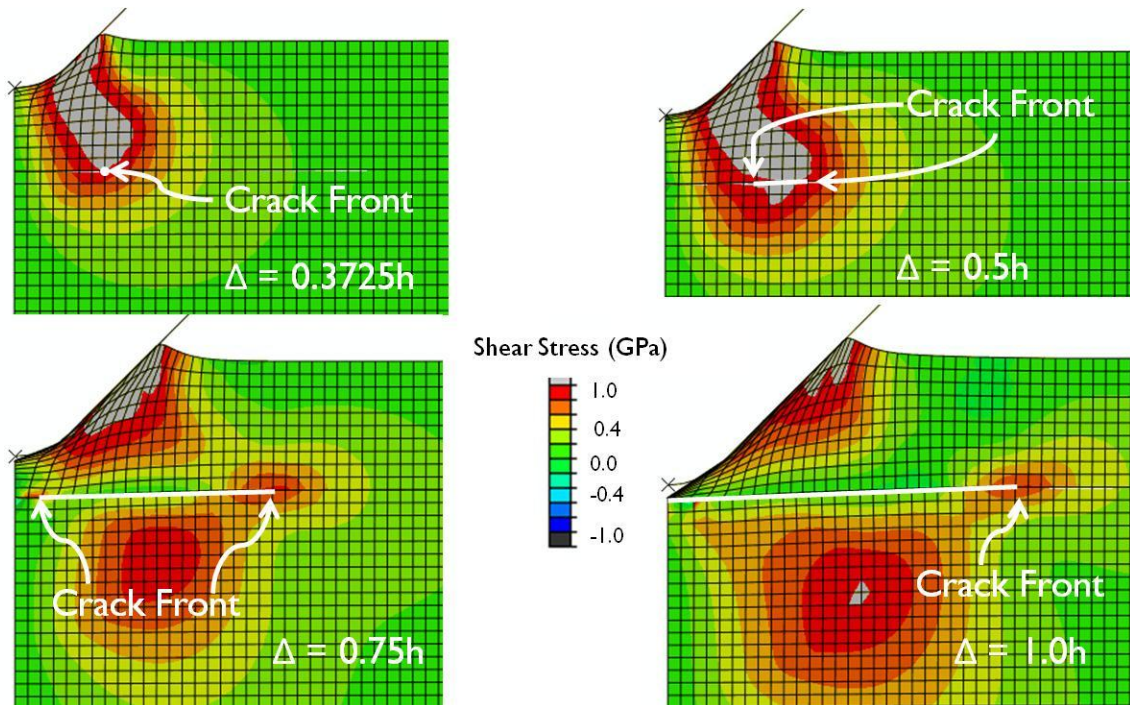 Crack Front
Δ = 0.3725h
Crack Front
Δ = 0.5h
Shear Stress (GPa)
1.0
0.4
0.0
-0.4
-1.0
Crack Front
Δ = 0.75h
Crack Front
Δ = 1.0h